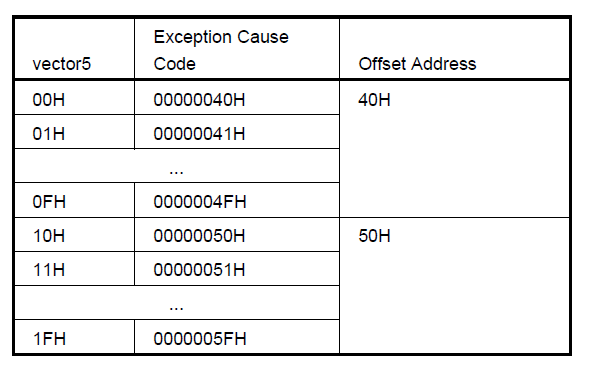 vector5 Exception Cause Code Offset Address
00H 00000040H 40H
01H 00000041H
...
0FH 0000004FH
10H 00000050H 50H
11H 00000051H
...
1FH 0000005FH